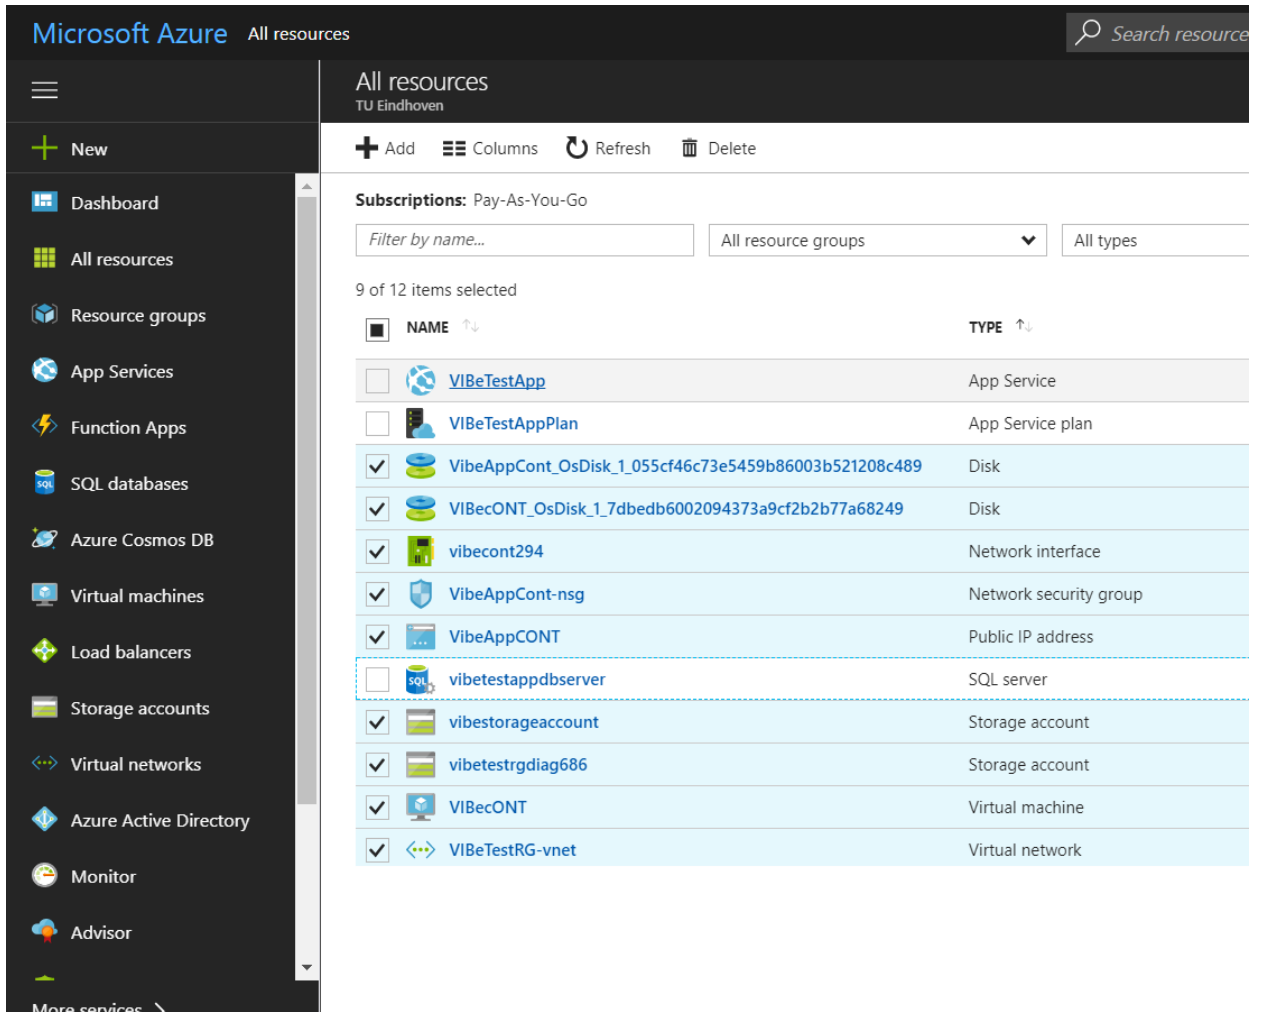 Microsoft Azure All resources
Search resource
All resources
TU Eindhoven
New
Add Columns Refresh Delete
Dashboard
All resources
Resource groups
App Services
Function Apps
SQL databases
Azure Cosmos DB
Virtual machines
Load balancers
Storage accounts
Virtual networks
Azure Active Directory
Monitor
Advisor
More services
Subscriptions: Pay-As-You-Go
Filter by name... All resource groups All types
9 of 12 items selected
NAME TYPE
VIBeTestApp App Service
VIBeTestAppPlan App Service plan
VibeAppCont_OsDisk_1_055cf46c73e5459b86003b521208c489 Disk
VIBecONT_OsDisk_1_7dbedb6002094373a9cf2b2b77a68249 Disk
vibecont294 Network interface
VibeAppCont-nsg Network security group
VibeAppCONT Public IP address
vibetestappdbserver SQL server
vibestorageaccount Storage account
vibetestrgdiag686 Storage account
VIBecONT Virtual machine
VIBeTestRG-vnet Virtual network